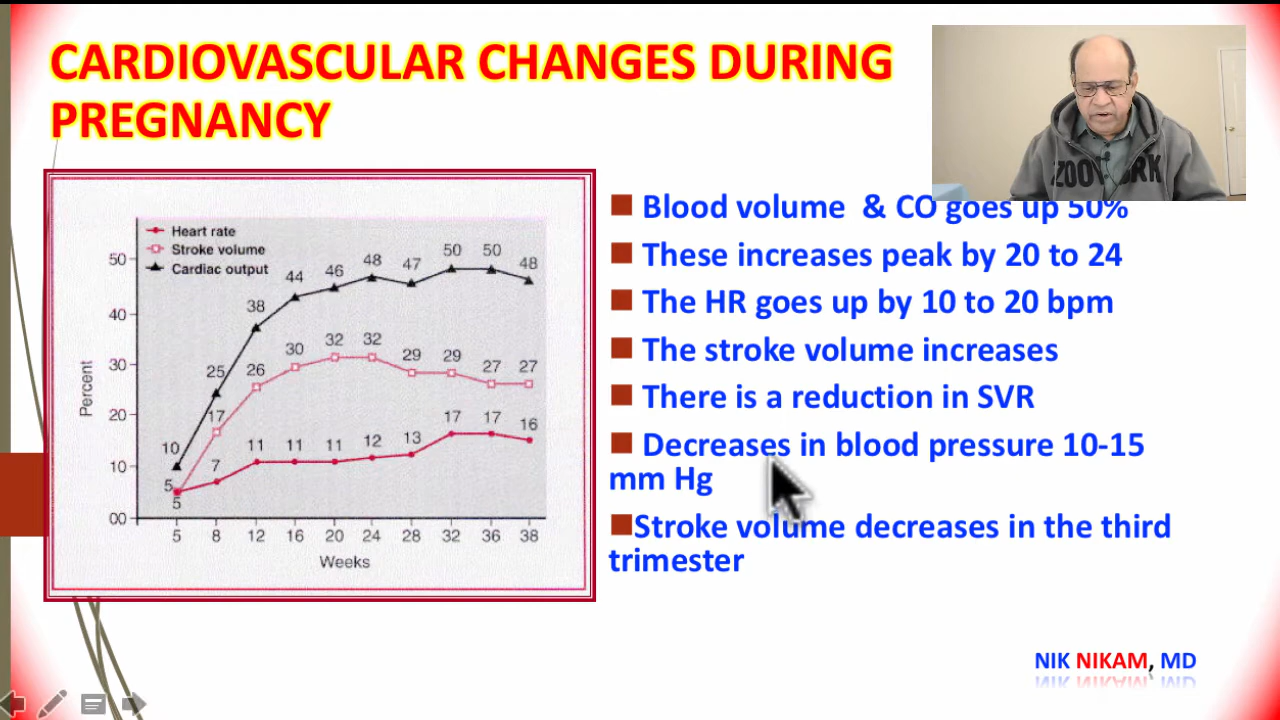 CARDIOVASCULAR CHANGES DURING
PREGNANCY
Heart rate
Stroke volume
Cardiac output
Percent
50
40
30
20
10
00
10 25 38 44 46 48 47 50 50 48
5 17 26 30 32 32 29 29 27 27
5 7 11 11 11 12 13 17 17 16
5 8 12 16 20 24 28 32 36 38
Weeks
Blood volume & CO goes up 50%
These increases peak by 20 to 24
The HR goes up by 10 to 20 bpm
The stroke volume increases
There is a reduction in SVR
Decreases in blood pressure 10-15
mm Hg
Stroke volume decreases in the third
trimester
NIK NIKAM, MD